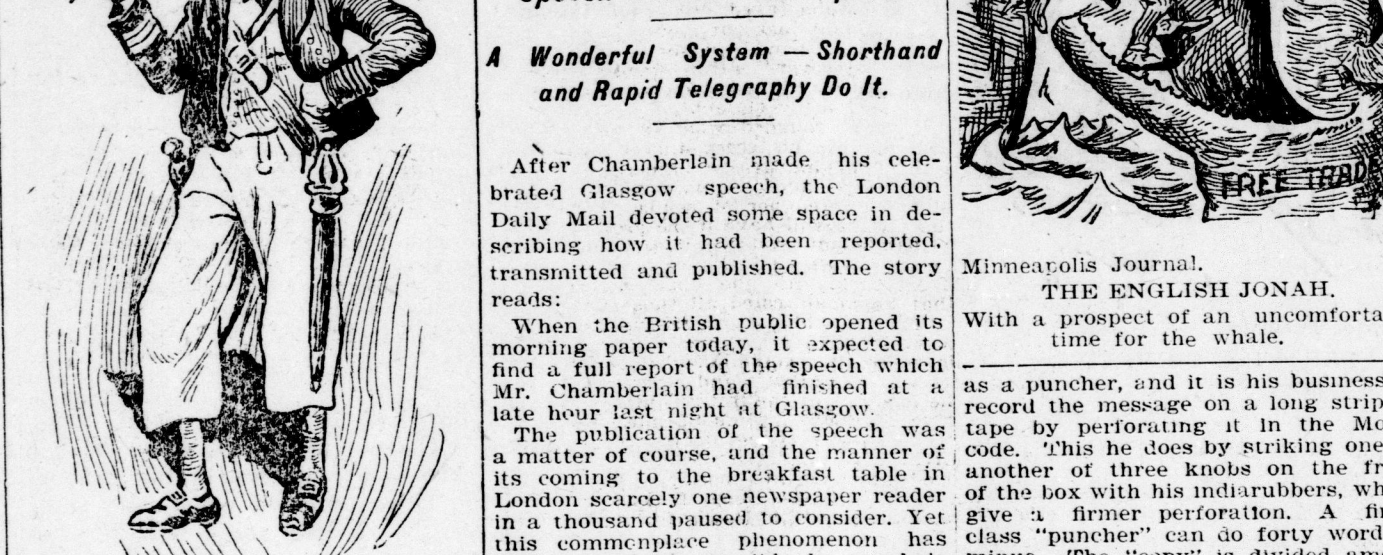 A Wonderful System — Shorthand
and Rapid Telegraphy Do It.
After Chamberlain made his cele-
brated Glasgow speech, the London
Daily Mail devoted some space in de-
scribing how it had been reported,
transmitted and published. The story
reads:
When the British public opened its
morning paper today, it expected to
find a full report of the speech which
Mr. Chamberlain had finished at a
late hour last night at Glasgow.
The publication of the speech was
a matter of course, and the manner of
its coming to the breakfast table in
London scarcely one newspaper reader
in a thousand paused to consider. Yet
this commonplace phenomenon has
FREE TRADE
Minneapolis Journal.
THE ENGLISH JONAH.
With a prospect of an uncomforta
time for the whale.
as a puncher, and it is his business
record the message on a long strip
tape by perforating it in the Mo
code. This he does by striking one
another of three knobs on the fr
of the box with his indiarubbers, wh
give a firmer perforation. A fir
class "puncher" can do forty word